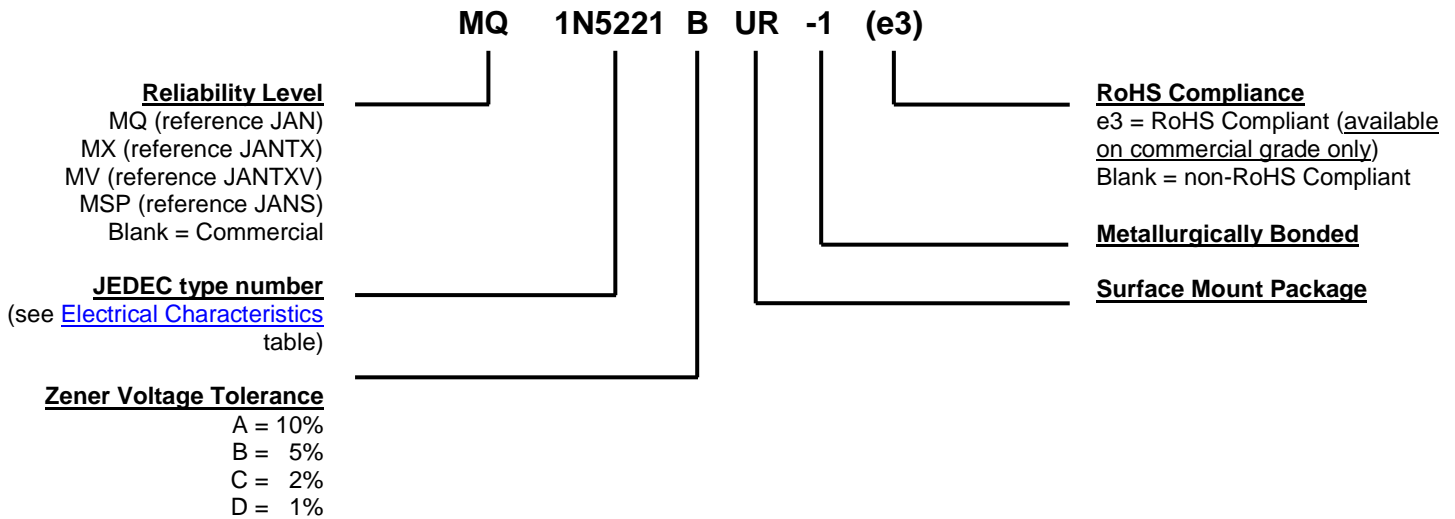 MQ 1N5221 B UR -1 (e3)
Reliability Level
MQ (reference JAN)
MX (reference JANTX)
MV (reference JANTXV)
MSP (reference JANS)
Blank = Commercial
JEDEC type number
(see Electrical Characteristics
table)
Zener Voltage Tolerance
A = 10%
B = 5%
C = 2%
D = 1%
RoHS Compliance
e3 = RoHS Compliant (available
on commercial grade only)
Blank = non-RoHS Compliant
Metallurgically Bonded
Surface Mount Package